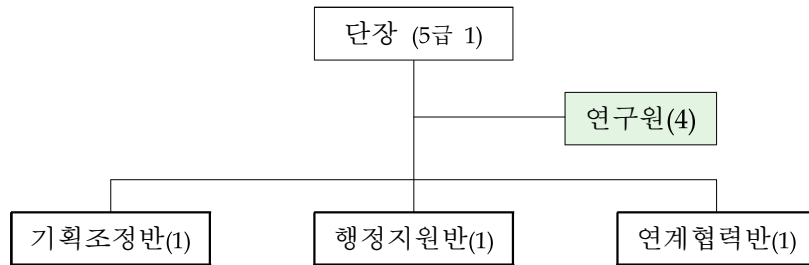 단장 (5급 1)
연구원(4)
기획조정반(1)
행정지원반(1)
연계협력반(1)